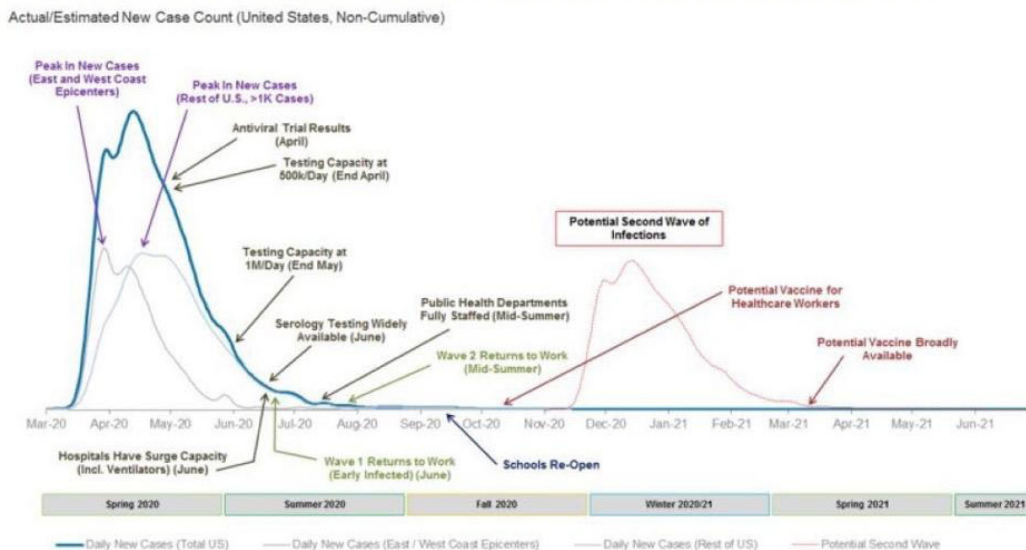 Actual/Estimated New Case Count (United States, Non-Cumulative)
Peak In New Cases
(East and West Coast
Epicenters)
Peak In New Cases
(Rest of U.S., >1K Cases)
Antiviral Trial Results
(April)
Testing Capacity at
500k/Day (End April)
Potential Second Wave of
Infections
Testing Capacity at
1M/Day (End May)
Potential Vaccine for
Healthcare Workers
Public Health Departments
Fully Staffed (Mid-Summer)
Serology Testing Widely
Available (June)
Wave 2 Returns to Work
(Mid-Summer)
Potential Vaccine Broadly
Available
Mar-20 Apr-20 May-20 Jun-20 Jul-20 Aug-20 Sep-20 Oct-20 Nov-20 Dec-20 Jan-21 Feb-21 Mar-21 Apr-21 May-21 Jun-21
Hospitals Have Surge Capacity
(Incl. Ventilators) (June)
Wave 1 Returns to Work
(Early Infected) (June)
Schools Re-Open
Spring 2020 Summer 2020 Fall 2020 Winter 2020/21 Spring 2021 Summer 2021
Daily New Cases (Total US) Daily New Cases (East / West Coast Epicenters) Daily New Cases (Rest of US) Potential Second Wave